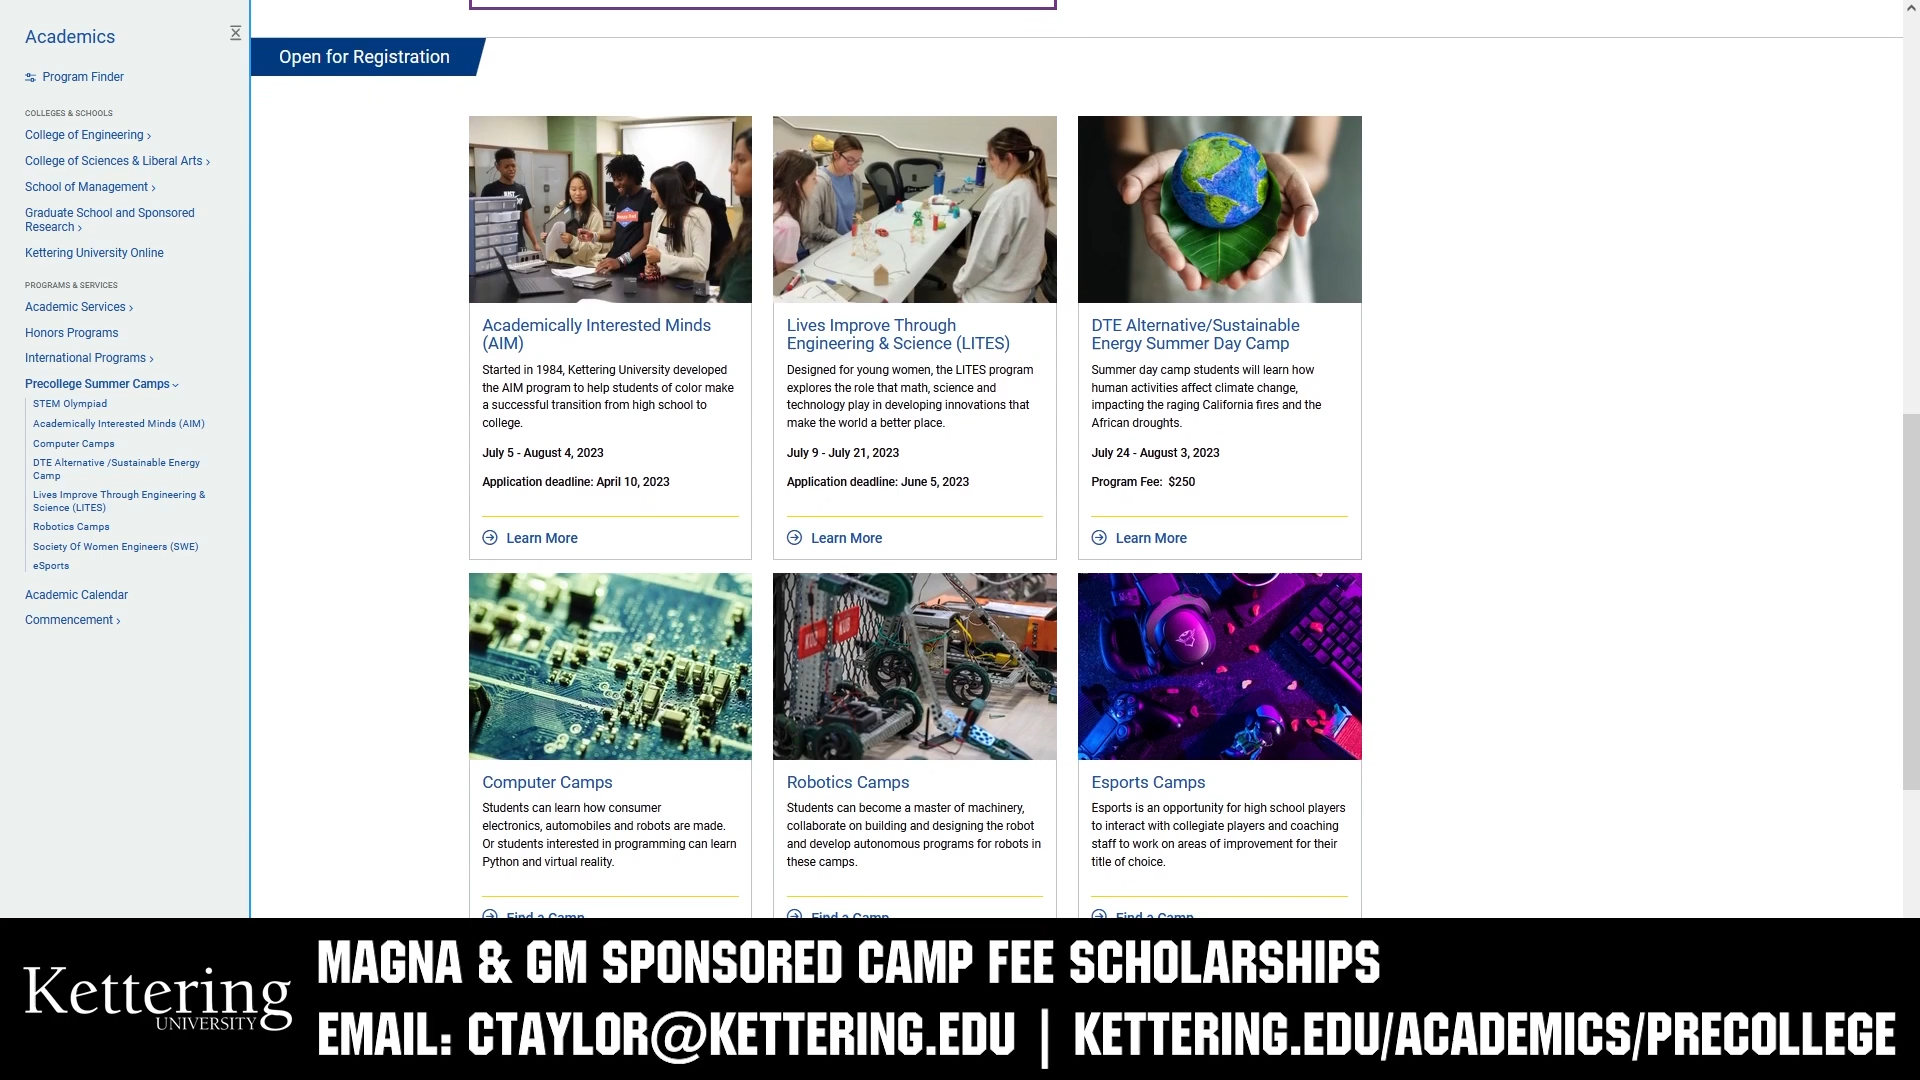 Academics
Program Finder
COLLEGES & SCHOOLS
College of Engineering
College of Sciences & Liberal Arts
School of Management
Graduate School and Sponsored
Research
Kettering University Online
PROGRAMS & SERVICES
Academic Services
Honors Programs
International Programs
Precollege Summer Camps
STEM Olympiad
Academically Interested Minds (AIM)
Computer Camps
DTE Alternative /Sustainable Energy
Camp
Lives Improve Through Engineering &
Science (LITES)
Robotics Camps
Society Of Women Engineers (SWE)
eSports
Academic Calendar
Commencement
Open for Registration
Academically Interested Minds
(AIM)
Started in 1984, Kettering University developed
the AIM program to help students of color make
a successful transition from high school to
college.
July 5 - August 4, 2023
Application deadline: April 10, 2023
Learn More
Lives Improve Through
Engineering & Science (LITES)
Designed for young women, the LITES program
explores the role that math, science and
technology play in developing innovations that
make the world a better place.
July 9 - July 21, 2023
Application deadline: June 5, 2023
Learn More
DTE Alternative/Sustainable
Energy Summer Day Camp
Summer day camp students will learn how
human activities affect climate change,
impacting the raging California fires and the
African droughts.
July 24 - August 3, 2023
Program Fee: $250
Learn More
Computer Camps
Students can learn how consumer
electronics, automobiles and robots are made.
Or students interested in programming can learn
Python and virtual reality.
Find a Camp
Robotics Camps
Students can become a master of machinery,
collaborate on building and designing the robot
and develop autonomous programs for robots in
these camps.
Find a Camp
Esports Camps
Esports is an opportunity for high school players
to interact with collegiate players and coaching
staff to work on areas of improvement for their
title of choice.
Find a Camp
Kettering
UNIVERSITY
MAGNA & GM SPONSORED CAMP FEE SCHOLARSHIPS
EMAIL: CTAYLOR@KETTERING.EDU | KETTERING.EDU/ACADEMICS/PRECOLLEGE